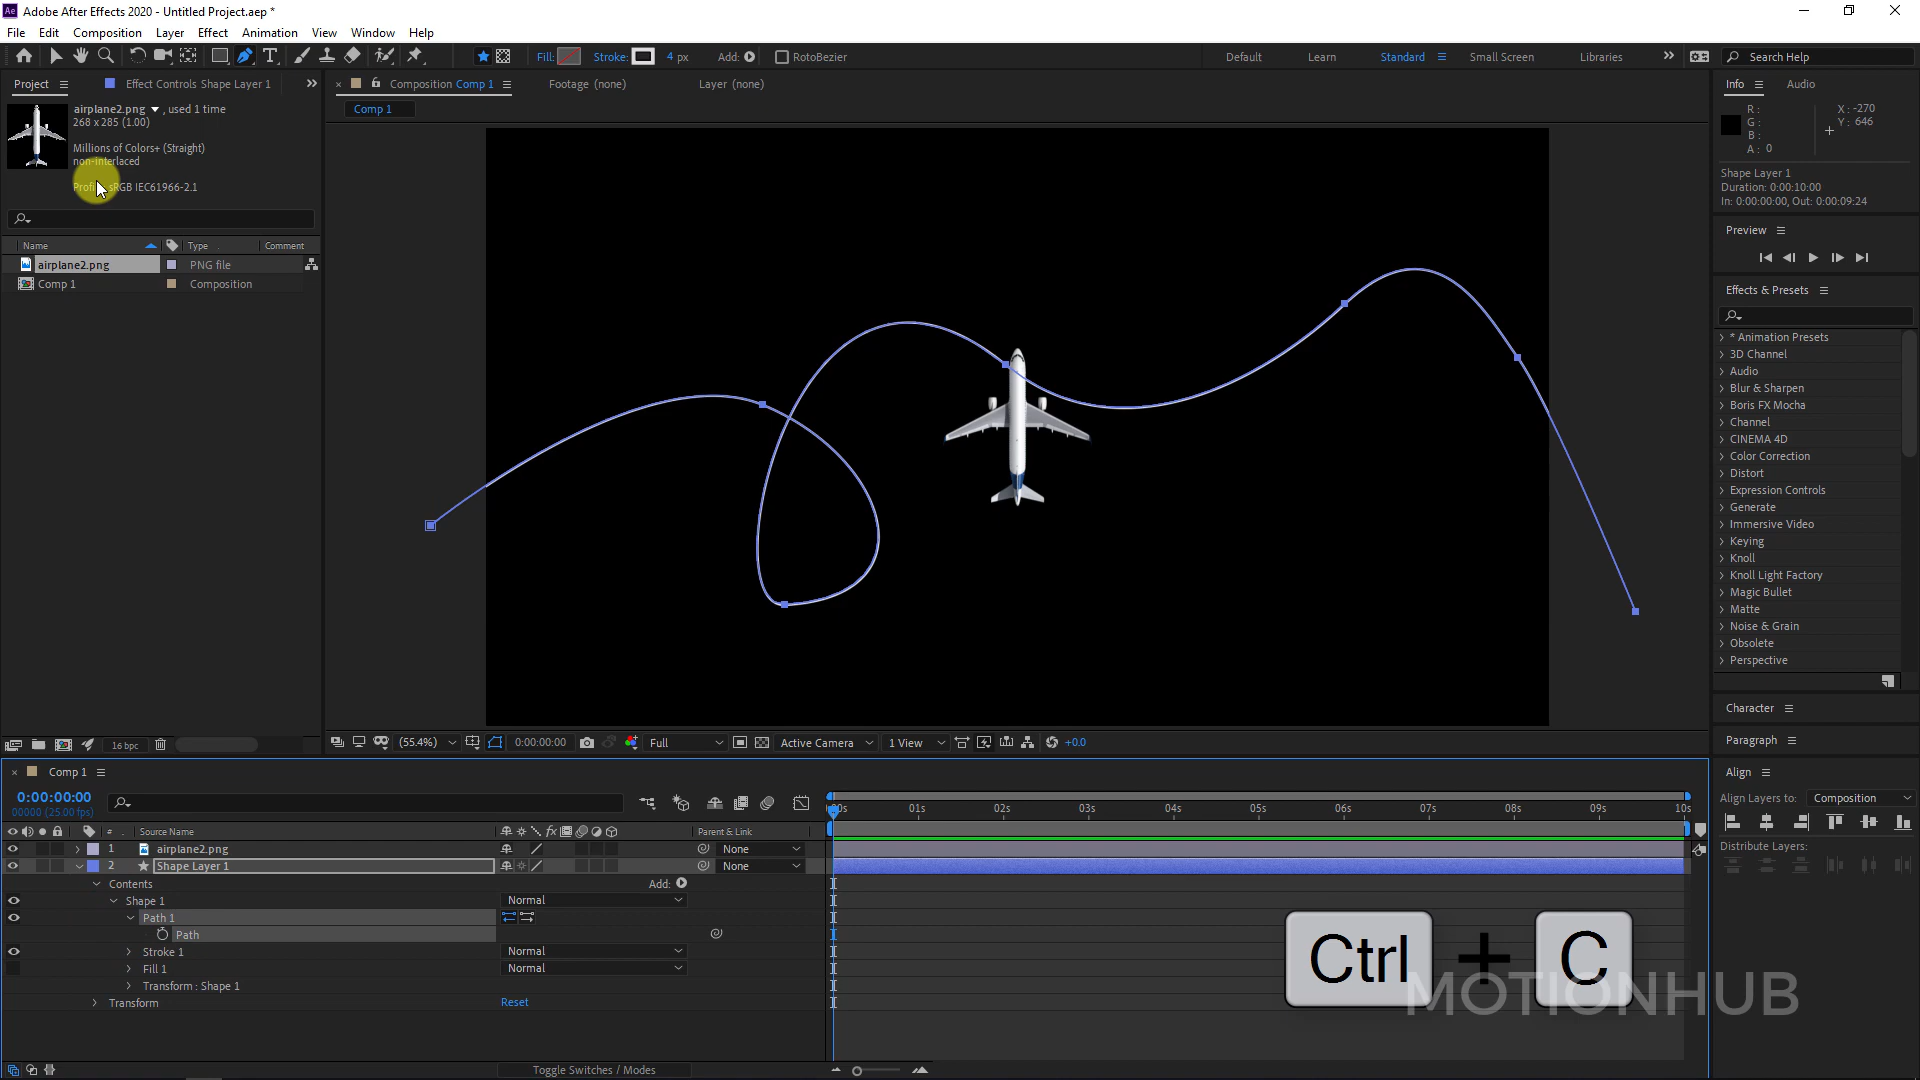 Ae Adobe After Effects 2020 - Untitled Project.aep *
File Edit Composition Layer Effect Animation View Window Help
Fill: Stroke: 4 px Add: RotoBezier Default Learn Standard Small Screen Libraries Search Help
Project Effect Controls Shape Layer 1
Composition Comp 1 Footage (none) Layer (none)
Info Audio
airplane2.png , used 1 time
268 x 285 (1.00)
Millions of Colors+ (Straight)
non-interlaced
sRGB IEC61966-2.1
Comp 1
R :
G :
B :
A : 0
X : -270
Y : 646
Shape Layer 1
Duration: 0:00:10:00
In: 0:00:00:00, Out: 0:00:09:24
Name Type Comment
airplane2.png PNG file
Comp 1 Composition
Preview
Effects & Presets
* Animation Presets
3D Channel
Audio
Blur & Sharpen
Boris FX Mocha
Channel
CINEMA 4D
Color Correction
Distort
Expression Controls
Generate
Immersive Video
Keying
Knoll
Knoll Light Factory
Magic Bullet
Matte
Noise & Grain
Obsolete
Perspective
Character
Paragraph
Align
Align Layers to: Composition
Distribute Layers:
16 bpc
(55.4%) 0:00:00:00 Full Active Camera 1 View +0.0
Comp 1
0:00:00:00
00000 (25.00 fps)
00s 01s 02s 03s 04s 05s 06s 07s 08s 09s 10s
# Source Name fx Parent & Link
1 airplane2.png None
2 Shape Layer 1 None
Contents Add:
Shape 1 Normal
Path 1
Path
Stroke 1 Normal
Fill 1 Normal
Transform : Shape 1
Transform Reset
Toggle Switches / Modes
Ctrl + C
MOTIONHUB